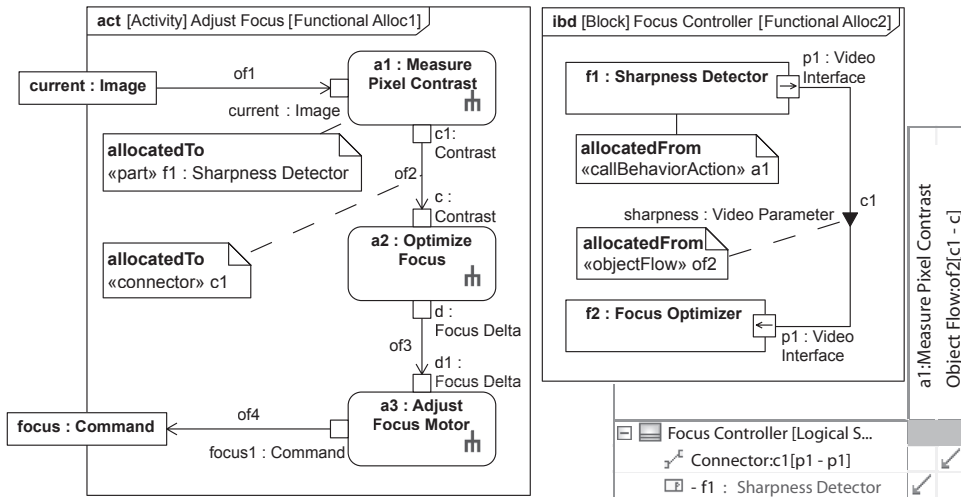 act [Activity] Adjust Focus [Functional Alloc1]
current : Image
of1
a1 : Measure
Pixel Contrast
current : Image
c1:
Contrast
allocatedTo
«part» f1 : Sharpness Detector
of2
c :
Contrast
allocatedTo
«connector» c1
a2 : Optimize
Focus
d :
Focus Delta
of3
d1 :
Focus Delta
focus : Command
of4
a3 : Adjust
Focus Motor
focus1 : Command
ibd [Block] Focus Controller [Functional Alloc2]
p1 : Video
Interface
f1 : Sharpness Detector
allocatedFrom
«callBehaviorAction» a1
c1
sharpness : Video Parameter
allocatedFrom
«objectFlow» of2
f2 : Focus Optimizer
p1 : Video
Interface
a1:Measure Pixel Contrast
Object Flow:of2[c1 - c]
Focus Controller [Logical S...
Connector:c1[p1 - p1]
- f1 : Sharpness Detector